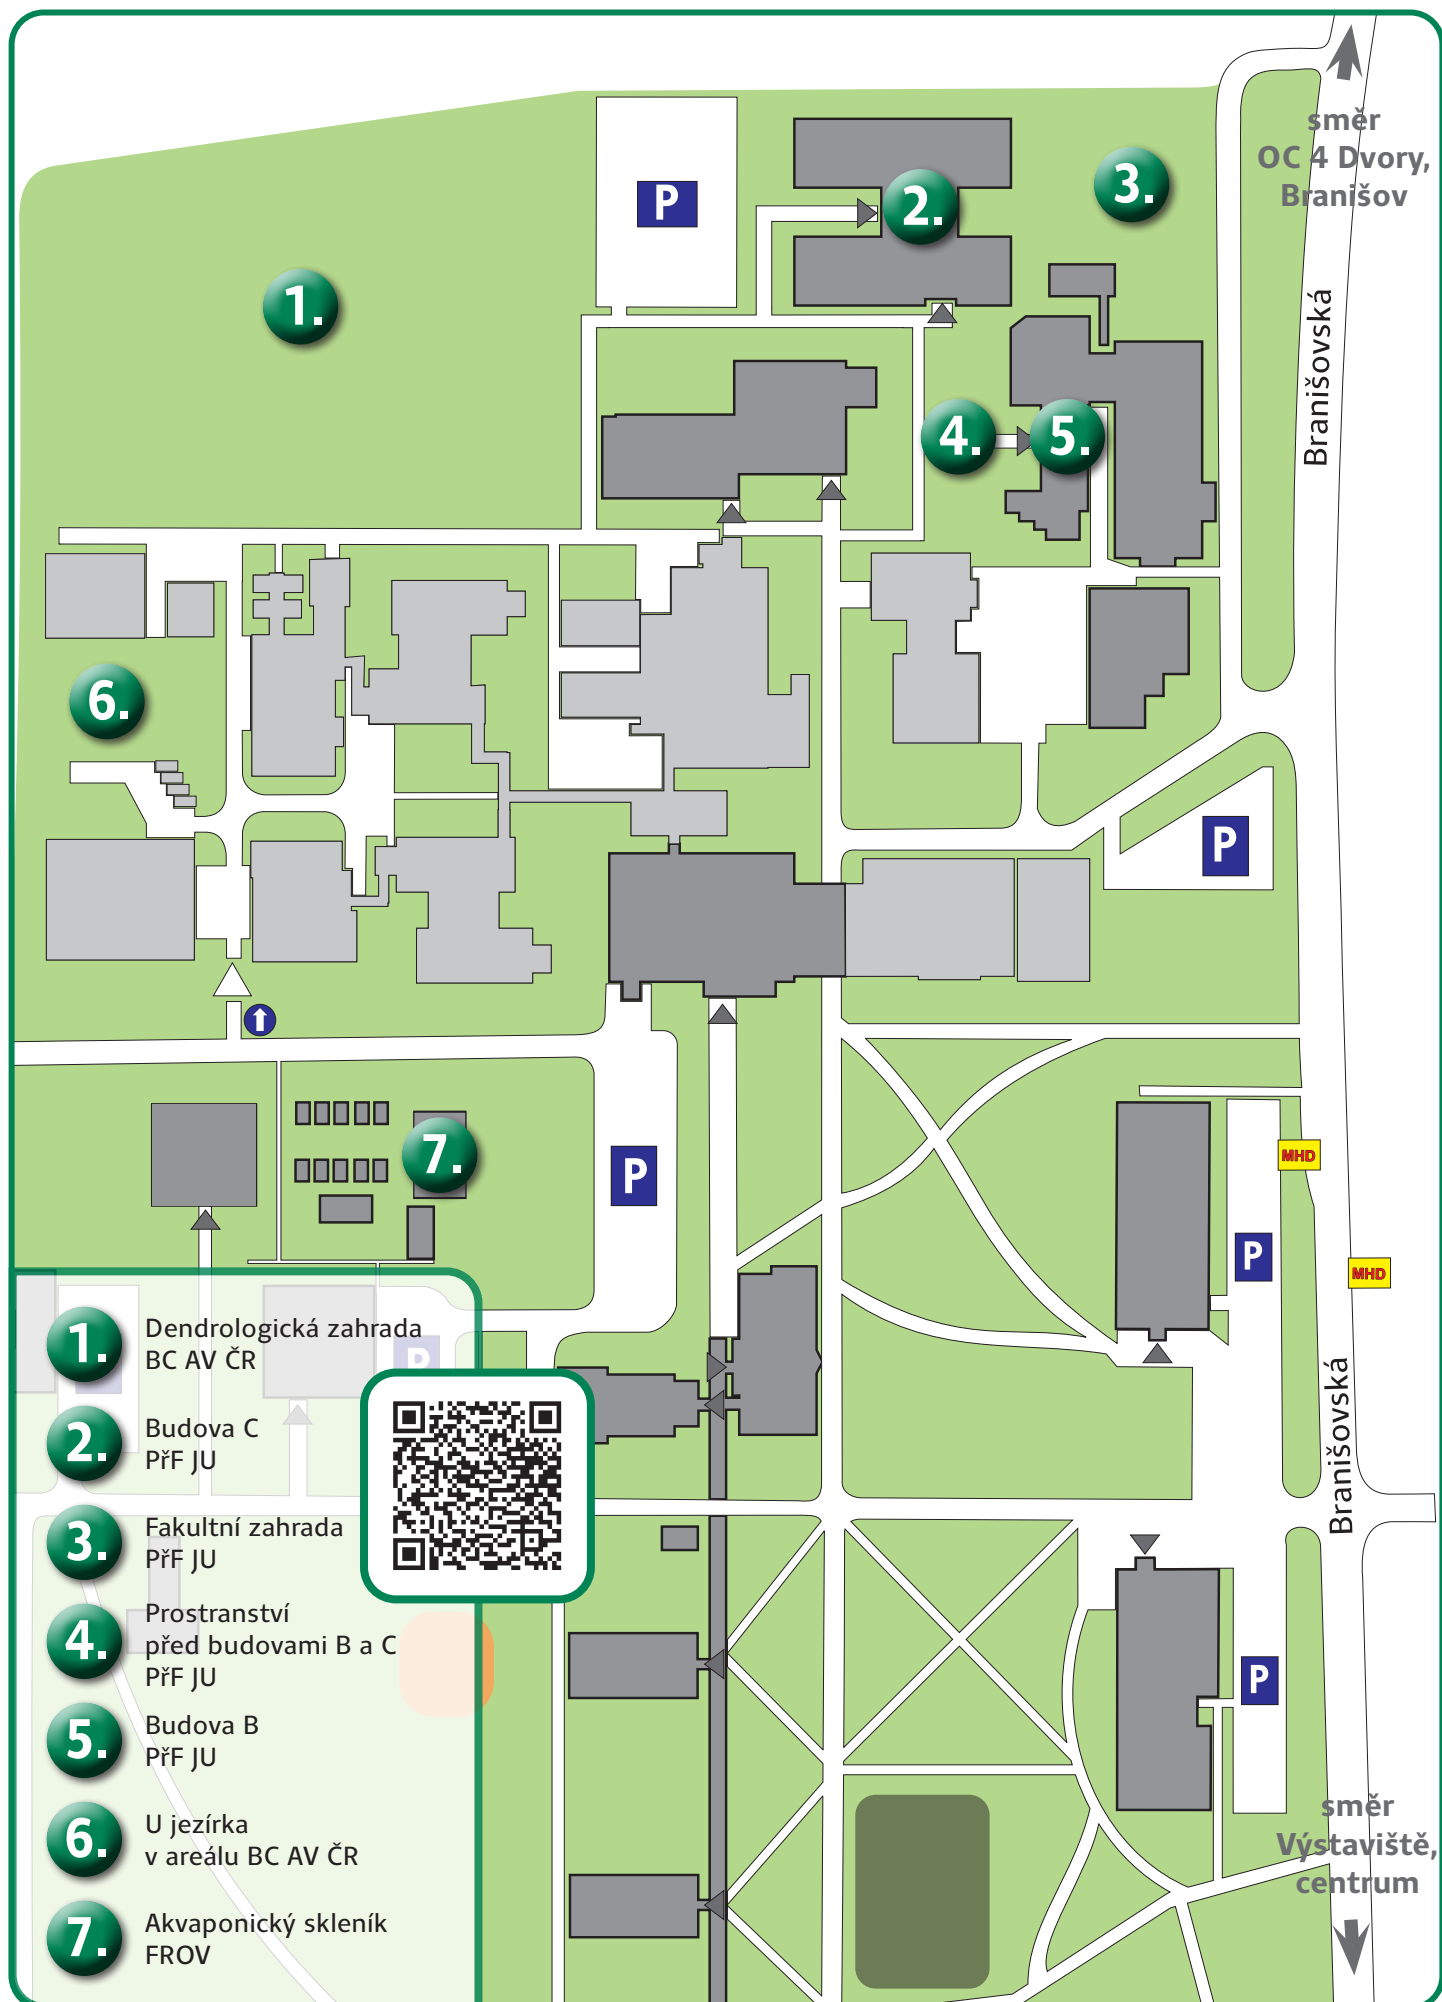 směr
OC 4 Dvory,
Branišov
P
2.
3.
1.
Branišovská
4.
5.
6.
P
7.
P
MHD
P
MHD
Branišovská
P
P
směr
Výstaviště,
centrum
1.
Dendrologická zahrada
BC AV ČR
2.
Budova C
PřF JU
3.
Fakultní zahrada
PřF JU
4.
Prostranství
před budovami B a C
PřF JU
5.
Budova B
PřF JU
6.
U jezírka
v areálu BC AV ČR
7.
Akvaponický skleník
FROV